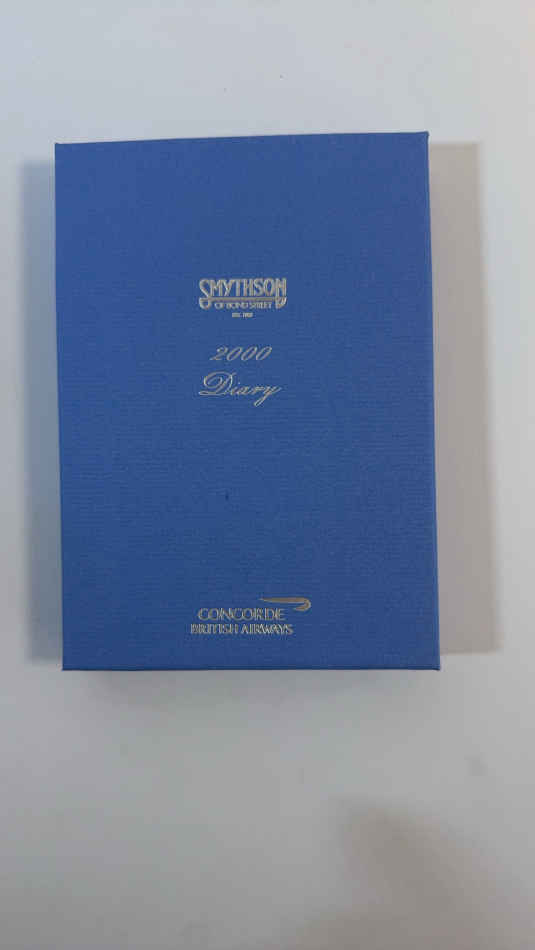 SMYTHSON
OF BOND STREET
2000
Diary
CONCORDE
BRITISH AIRWAYS